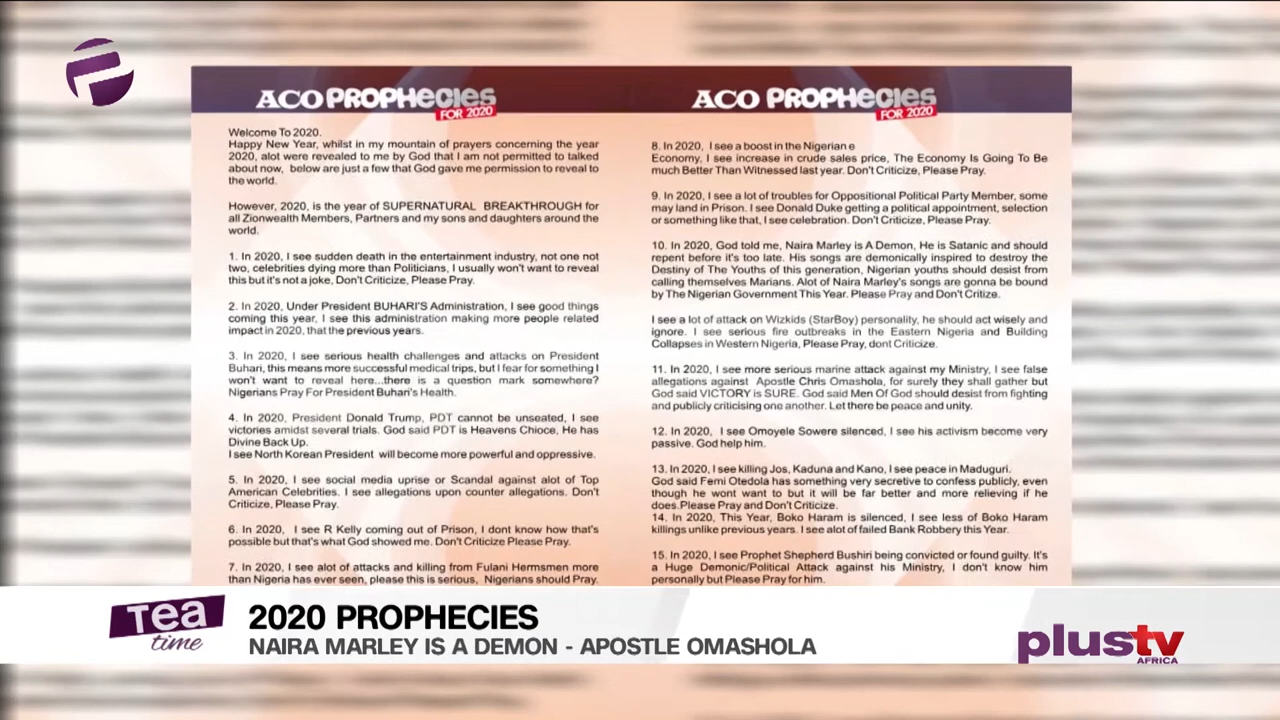 ACO PROPHECIES
FOR 2020
Welcome To 2020.
Happy New Year, whilst in my mountain of prayers concerning the year
2020, alot were revealed to me by God that I am not permitted to talked
about now, below are just a few that God gave me permission to reveal to
the world.
However, 2020, is the year of SUPERNATURAL BREAKTHROUGH for
all Zionwealth Members, Partners and my sons and daughters around the
world.
1. In 2020, I see sudden death in the entertainment industry, not one not
two, celebrities dying more than Politicians, I usually won't want to reveal
this but it's not a joke, Don't Criticize, Please Pray.
2. In 2020, Under President BUHARI'S Administration, I see good things
coming this year, I see this administration making more people related
impact in 2020, that the previous years.
3. In 2020, I see serious health challenges and attacks on President
Buhari, this means more successful medical trips, but I fear for something I
won't want to reveal here...there is a question mark somewhere?
Nigerians Pray For President Buhari's Health.
4. In 2020, President Donald Trump, PDT cannot be unseated, I see
victories amidst several trials. God said PDT is Heavens Chioce, He has
Divine Back Up.
I see North Korean President will become more powerful and oppressive.
5. In 2020, I see social media uprise or Scandal against alot of Top
American Celebrities. I see allegations upon counter allegations. Don't
Criticize, Please Pray.
6. In 2020, I see R Kelly coming out of Prison, I dont know how that's
possible but that's what God showed me. Don't Criticize Please Pray.
7. In 2020, I see alot of attacks and killing from Fulani Hermsmen more
than Nigeria has ever seen, please this is serious, Nigerians should Pray.
ACO PROPHECIES
FOR 2020
8. In 2020, I see a boost in the Nigerian e
Economy, I see increase in crude sales price, The Economy Is Going To Be
much Better Than Witnessed last year. Don't Criticize, Please Pray.
9. In 2020, I see a lot of troubles for Oppositional Political Party Member, some
may land in Prison. I see Donald Duke getting a political appointment, selection
or something like that, I see celebration. Don't Criticize, Please Pray.
10. In 2020, God told me, Naira Marley is A Demon, He is Satanic and should
repent before it's too late. His songs are demonically inspired to destroy the
Destiny of The Youths of this generation, Nigerian youths should desist from
calling themselves Marians. Alot of Naira Marley's songs are gonna be bound
by The Nigerian Government This Year. Please Pray and Don't Critize.
I see a lot of attack on Wizkids (StarBoy) personality, he should act wisely and
ignore. I see serious fire outbreaks in the Eastern Nigeria and Building
Collapses in Western Nigeria, Please Pray, dont Criticize.
11. In 2020, I see more serious marine attack against my Ministry, I see false
allegations against Apostle Chris Omashola, for surely they shall gather but
God said VICTORY is SURE. God said Men Of God should desist from fighting
and publicly criticising one another. Let there be peace and unity.
12. In 2020, I see Omoyele Sowere silenced, I see his activism become very
passive. God help him.
13. In 2020, I see killing Jos, Kaduna and Kano, I see peace in Maduguri.
God said Femi Otedola has something very secretive to confess publicly, even
though he wont want to but it will be far better and more relieving if he
does.Please Pray and Don't Criticize.
14. In 2020, This Year, Boko Haram is silenced, I see less of Boko Haram
killings unlike previous years. I see alot of failed Bank Robbery this Year.
15. In 2020, I see Prophet Shepherd Bushiri being convicted or found guilty. It's
a Huge Demonic/Political Attack against his Ministry, I don't know him
personally but Please Pray for him.
Tea
time
2020 PROPHECIES
NAIRA MARLEY IS A DEMON - APOSTLE OMASHOLA
plustv
AFRICA